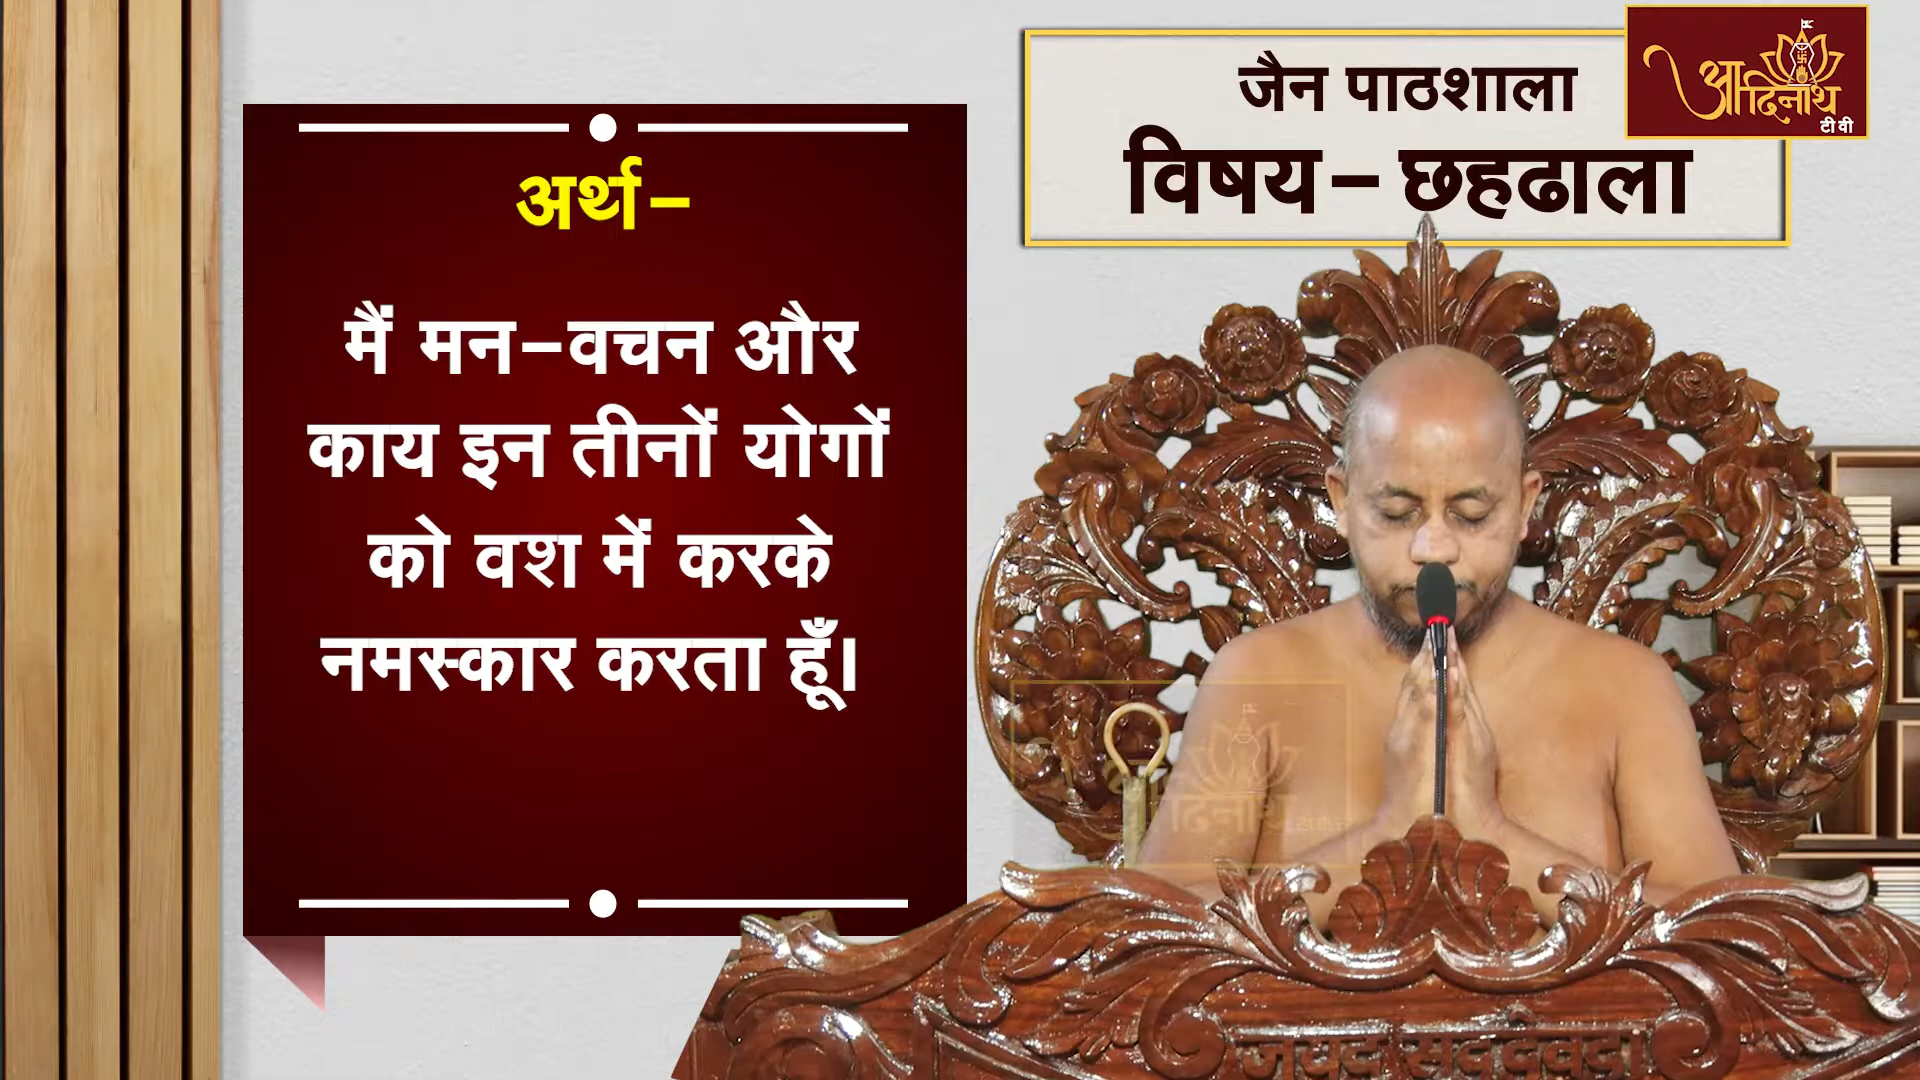 जैन पाठशाला
विषय – छहढाला
आदिनाथ
टी वी
अर्थ–
मैं मन–वचन और
काय इन तीनों योगों
को वश में करके
नमस्कार करता हूँ।